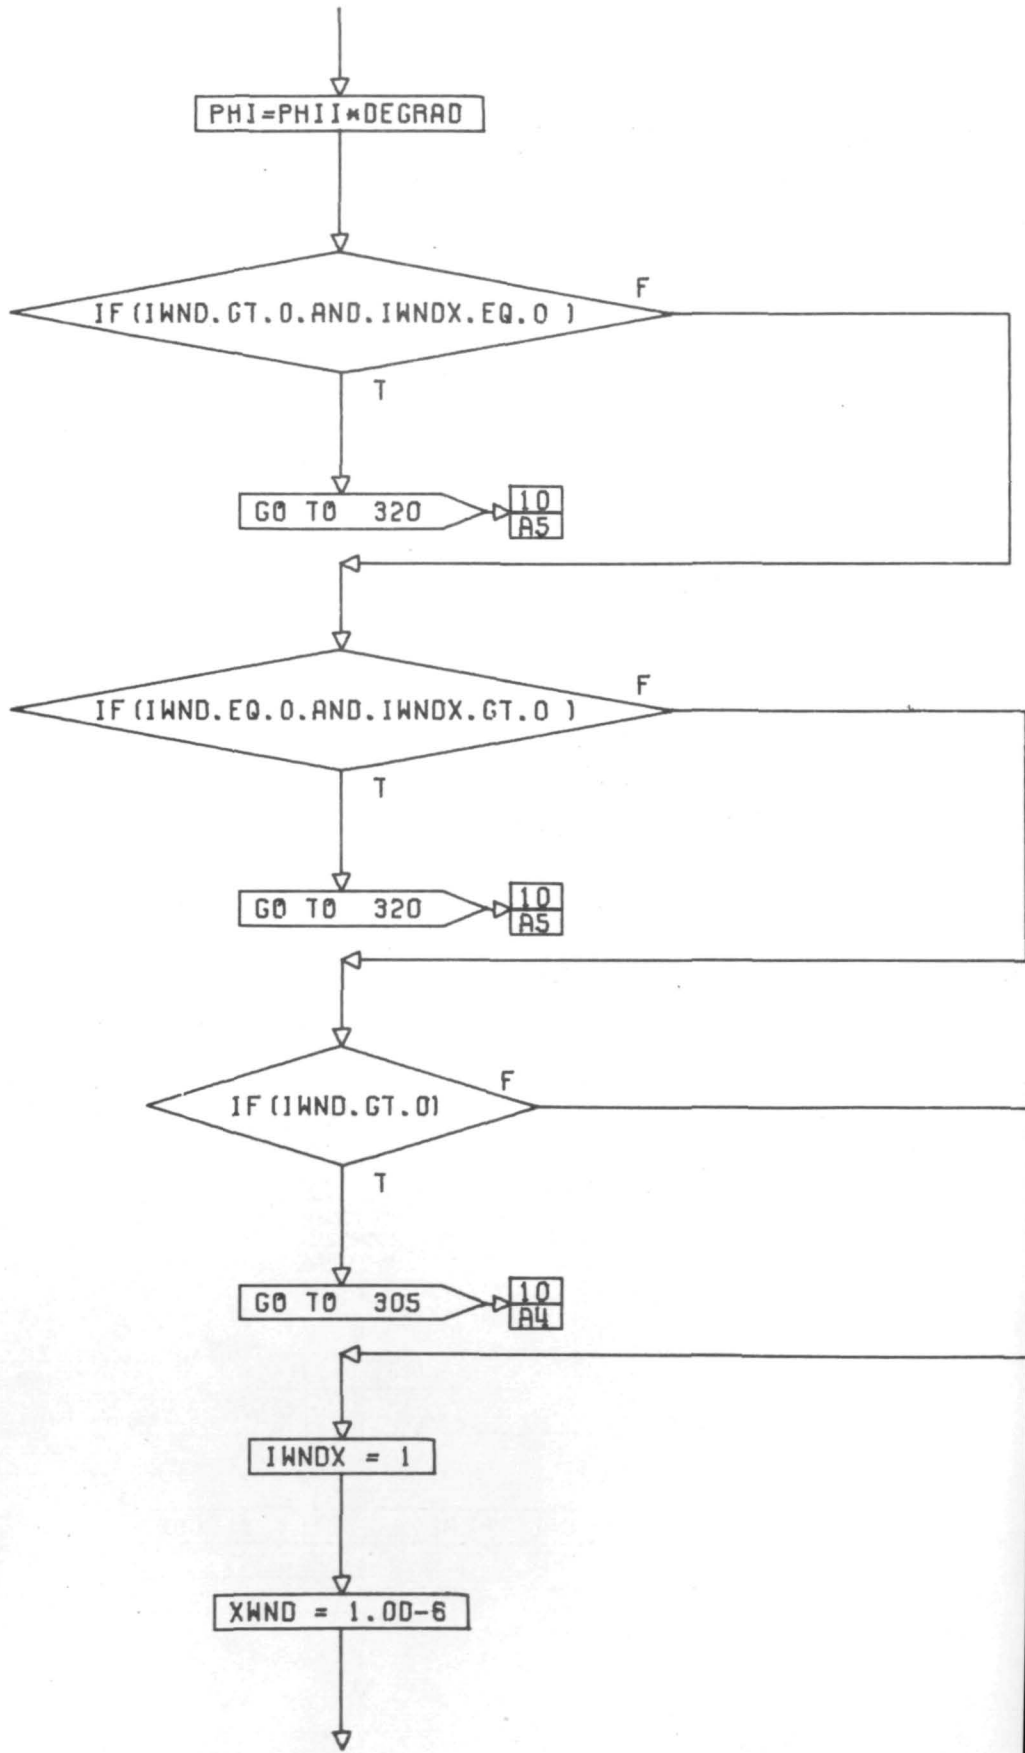 PHI=PHII*DEGRAD
IF(IWND.GT.0.AND.IWNDX.EQ.0 )
F
T
GO TO 320
10
A5
IF(IWND.EQ.0.AND.IWNDX.GT.0 )
F
T
GO TO 320
10
A5
IF(IWND.GT.0)
F
T
GO TO 305
10
A4
IWNDX = 1
XWND = 1.0D-6